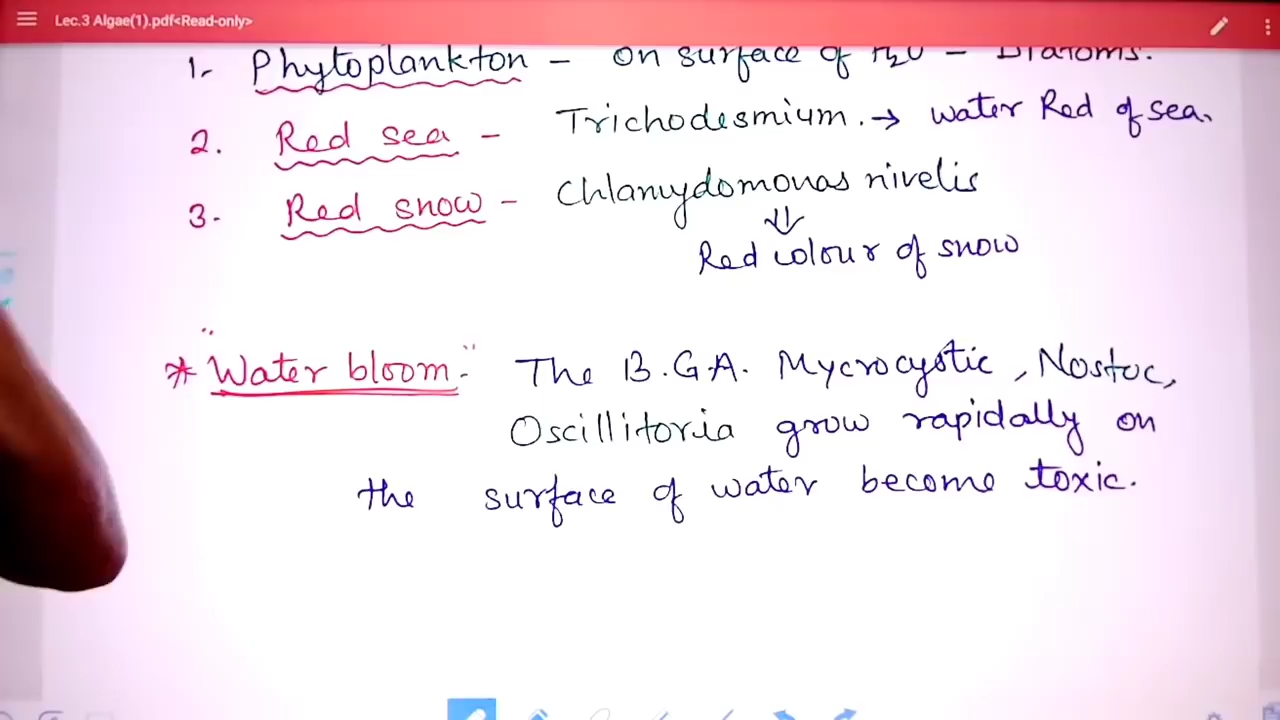 Lec.3 Algae(1).pdf<Read-only>
1. Phytoplankton - on surface of H2O - Diatoms.
2. Red sea - Trichodesmium. → water Red of sea.
3. Red snow - Chlamydomonas nivelis
⇓
Red colour of snow
* "Water bloom" - The B.G.A. Mycrocystic, Nostoc,
Oscillitoria grow rapidally on
the surface of water become toxic.